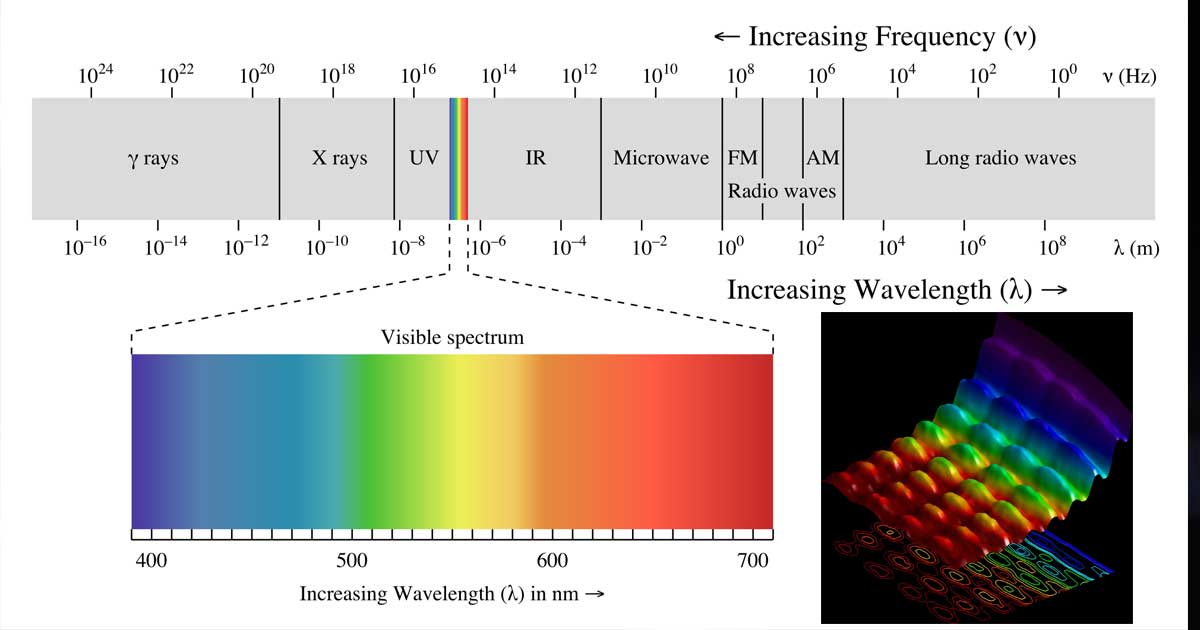 ← Increasing Frequency (ν)
10²⁴ 10²² 10²⁰ 10¹⁸ 10¹⁶ 10¹⁴ 10¹² 10¹⁰ 10⁸ 10⁶ 10⁴ 10² 10⁰ ν (Hz)
γ rays X rays UV IR Microwave FM AM Long radio waves
Radio waves
10⁻¹⁶ 10⁻¹⁴ 10⁻¹² 10⁻¹⁰ 10⁻⁸ 10⁻⁶ 10⁻⁴ 10⁻² 10⁰ 10² 10⁴ 10⁶ 10⁸ λ (m)
Increasing Wavelength (λ) →
Visible spectrum
400 500 600 700
Increasing Wavelength (λ) in nm →